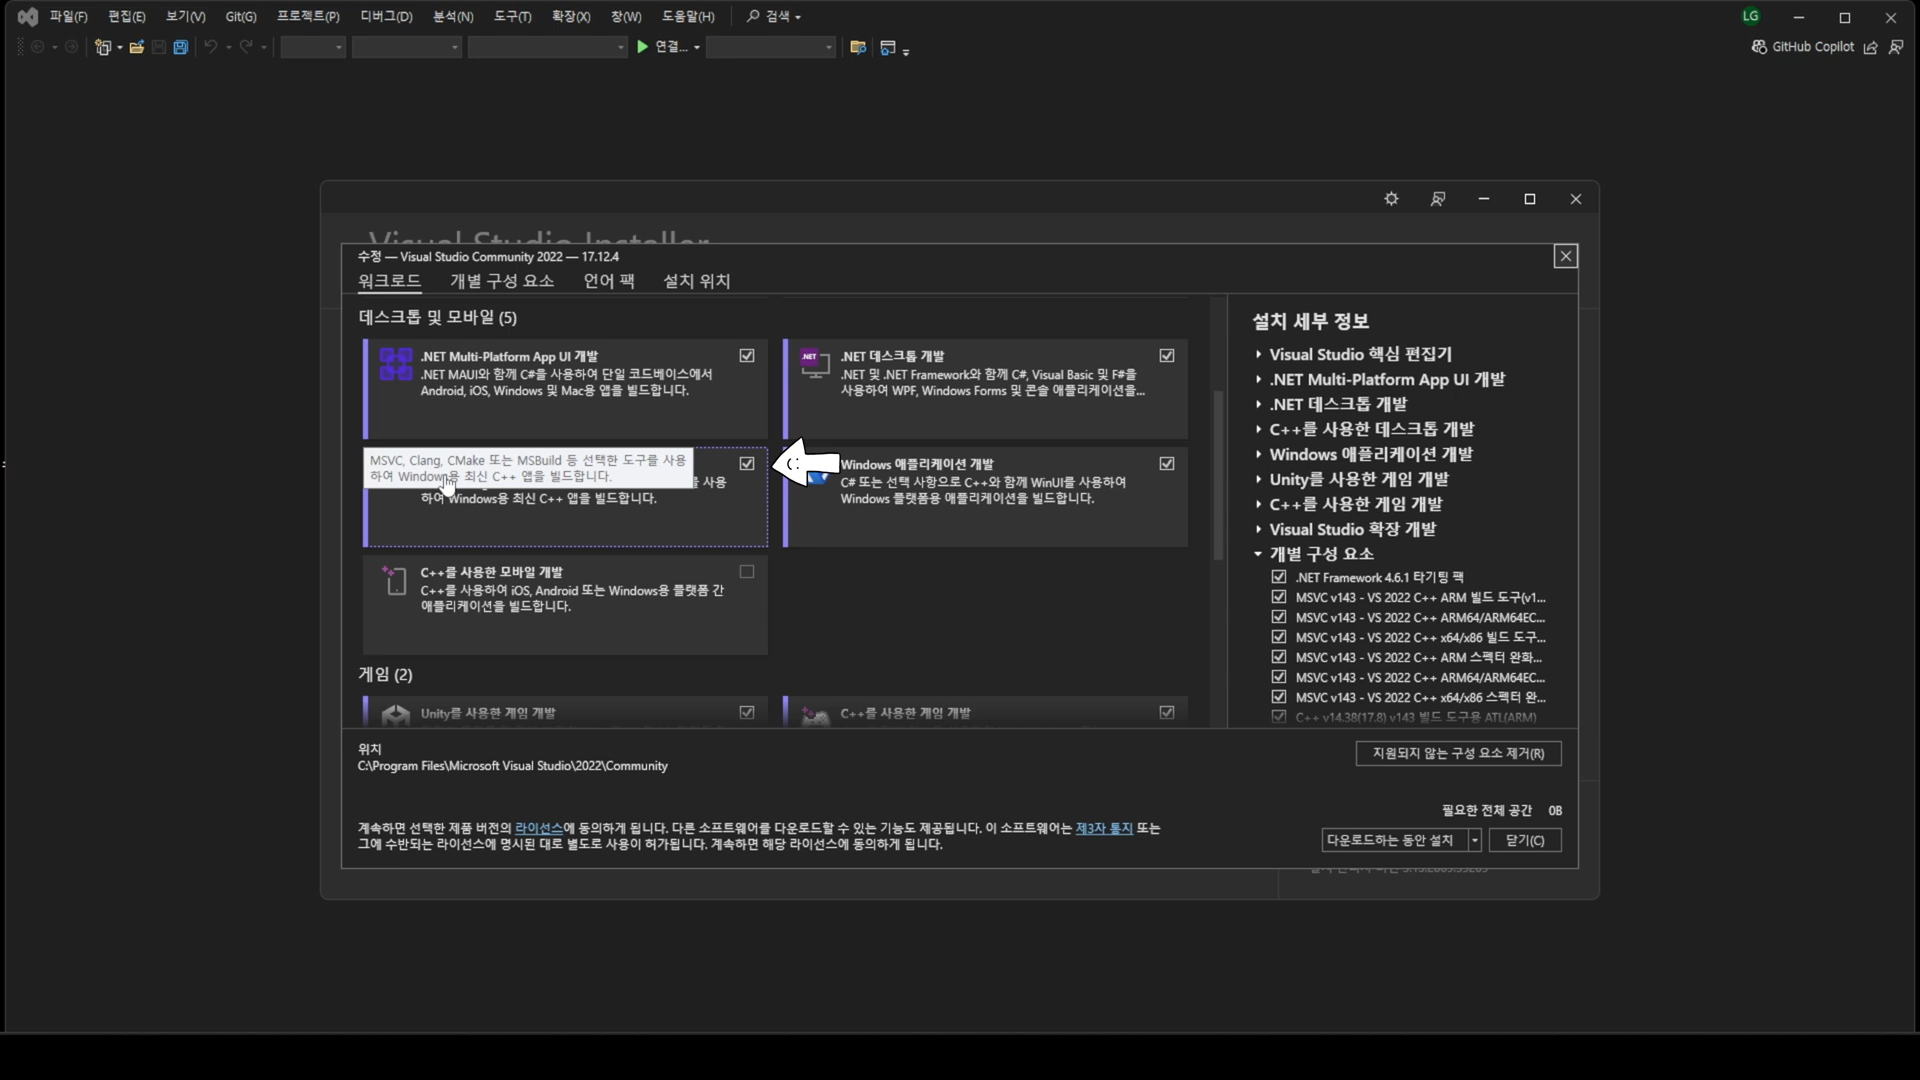 파일(F) 편집(E) 보기(V) Git(G) 프로젝트(P) 디버그(D) 분석(N) 도구(T) 확장(X) 창(W) 도움말(H) 검색 LG
연결... GitHub Copilot
Visual Studio Installer
수정 — Visual Studio Community 2022 — 17.12.4
워크로드 개별 구성 요소 언어 팩 설치 위치
데스크톱 및 모바일 (5)
.NET Multi-Platform App UI 개발
.NET MAUI와 함께 C#을 사용하여 단일 코드베이스에서
Android, iOS, Windows 및 Mac용 앱을 빌드합니다.
.NET 데스크톱 개발
.NET 및 .NET Framework와 함께 C#, Visual Basic 및 F#을
사용하여 WPF, Windows Forms 및 콘솔 애플리케이션을...
MSVC, Clang, CMake 또는 MSBuild 등 선택한 도구를 사용
하여 Windows용 최신 C++ 앱을 빌드합니다.
를 사용
하여 Windows용 최신 C++ 앱을 빌드합니다.
Windows 애플리케이션 개발
C# 또는 선택 사항으로 C++와 함께 WinUI를 사용하여
Windows 플랫폼용 애플리케이션을 빌드합니다.
C++를 사용한 모바일 개발
C++를 사용하여 iOS, Android 또는 Windows용 플랫폼 간
애플리케이션을 빌드합니다.
게임 (2)
Unity를 사용한 게임 개발
C++를 사용한 게임 개발
설치 세부 정보
Visual Studio 핵심 편집기
.NET Multi-Platform App UI 개발
.NET 데스크톱 개발
C++를 사용한 데스크톱 개발
Windows 애플리케이션 개발
Unity를 사용한 게임 개발
C++를 사용한 게임 개발
Visual Studio 확장 개발
개별 구성 요소
.NET Framework 4.6.1 타기팅 팩
MSVC v143 - VS 2022 C++ ARM 빌드 도구(v1...
MSVC v143 - VS 2022 C++ ARM64/ARM64EC...
MSVC v143 - VS 2022 C++ x64/x86 빌드 도구...
MSVC v143 - VS 2022 C++ ARM 스펙터 완화...
MSVC v143 - VS 2022 C++ ARM64/ARM64EC...
MSVC v143 - VS 2022 C++ x64/x86 스펙터 완...
C++ v14.38(17.8) v143 빌드 도구용 ATL(ARM)
위치
C:\Program Files\Microsoft Visual Studio\2022\Community
지원되지 않는 구성 요소 제거(R)
필요한 전체 공간 0B
계속하면 선택한 제품 버전의 라이선스에 동의하게 됩니다. 다른 소프트웨어를 다운로드할 수 있는 기능도 제공됩니다. 이 소프트웨어는 제3자 통지 또는
그에 수반되는 라이선스에 명시된 대로 별도로 사용이 허가됩니다. 계속하면 해당 라이선스에 동의하게 됩니다.
다운로드하는 동안 설치 닫기(C)